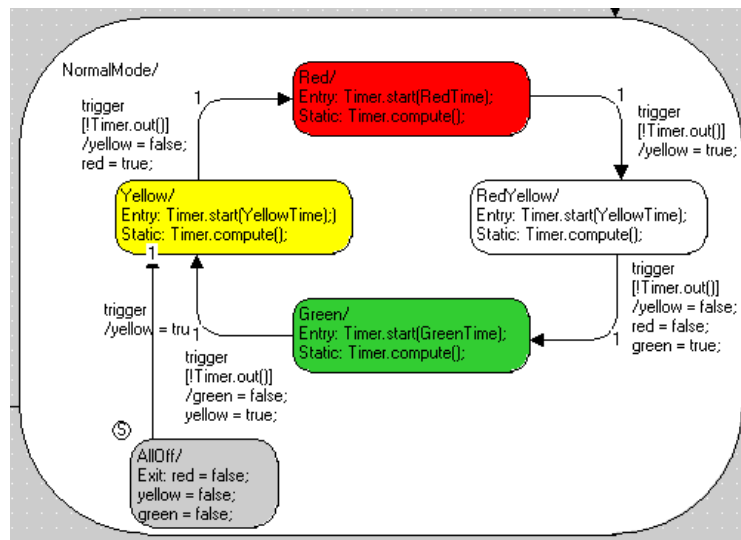 NormalMode/
Red/
Entry: Timer.start(RedTime);
Static: Timer.compute();
1
trigger
[!Timer.out()]
/yellow = false;
red = true;
1
trigger
[!Timer.out()]
/yellow = true;
Yellow/
Entry: Timer.start(YellowTime);)
Static: Timer.compute();
1
RedYellow/
Entry: Timer.start(YellowTime);
Static: Timer.compute();
trigger
/yellow = tru
Green/
Entry: Timer.start(GreenTime);
Static: Timer.compute();
1
trigger
[!Timer.out()]
/green = false;
yellow = true;
1
trigger
[!Timer.out()]
/yellow = false;
red = false;
green = true;
S
AllOff/
Exit: red = false;
yellow = false;
green = false;